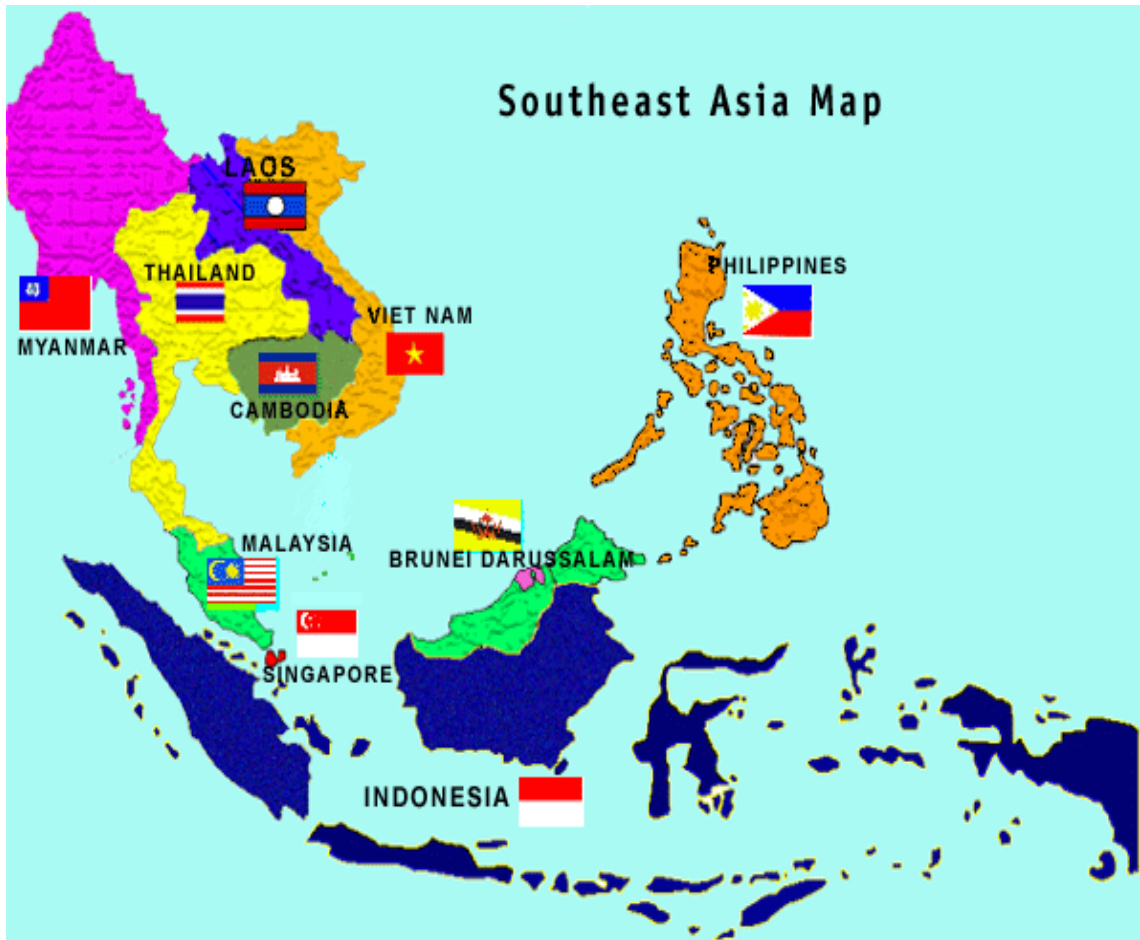 Southeast Asia Map
LAOS
THAILAND
PHILIPPINES
VIET NAM
MYANMAR
CAMBODIA
MALAYSIA
BRUNEI DARUSSALAM
SINGAPORE
INDONESIA